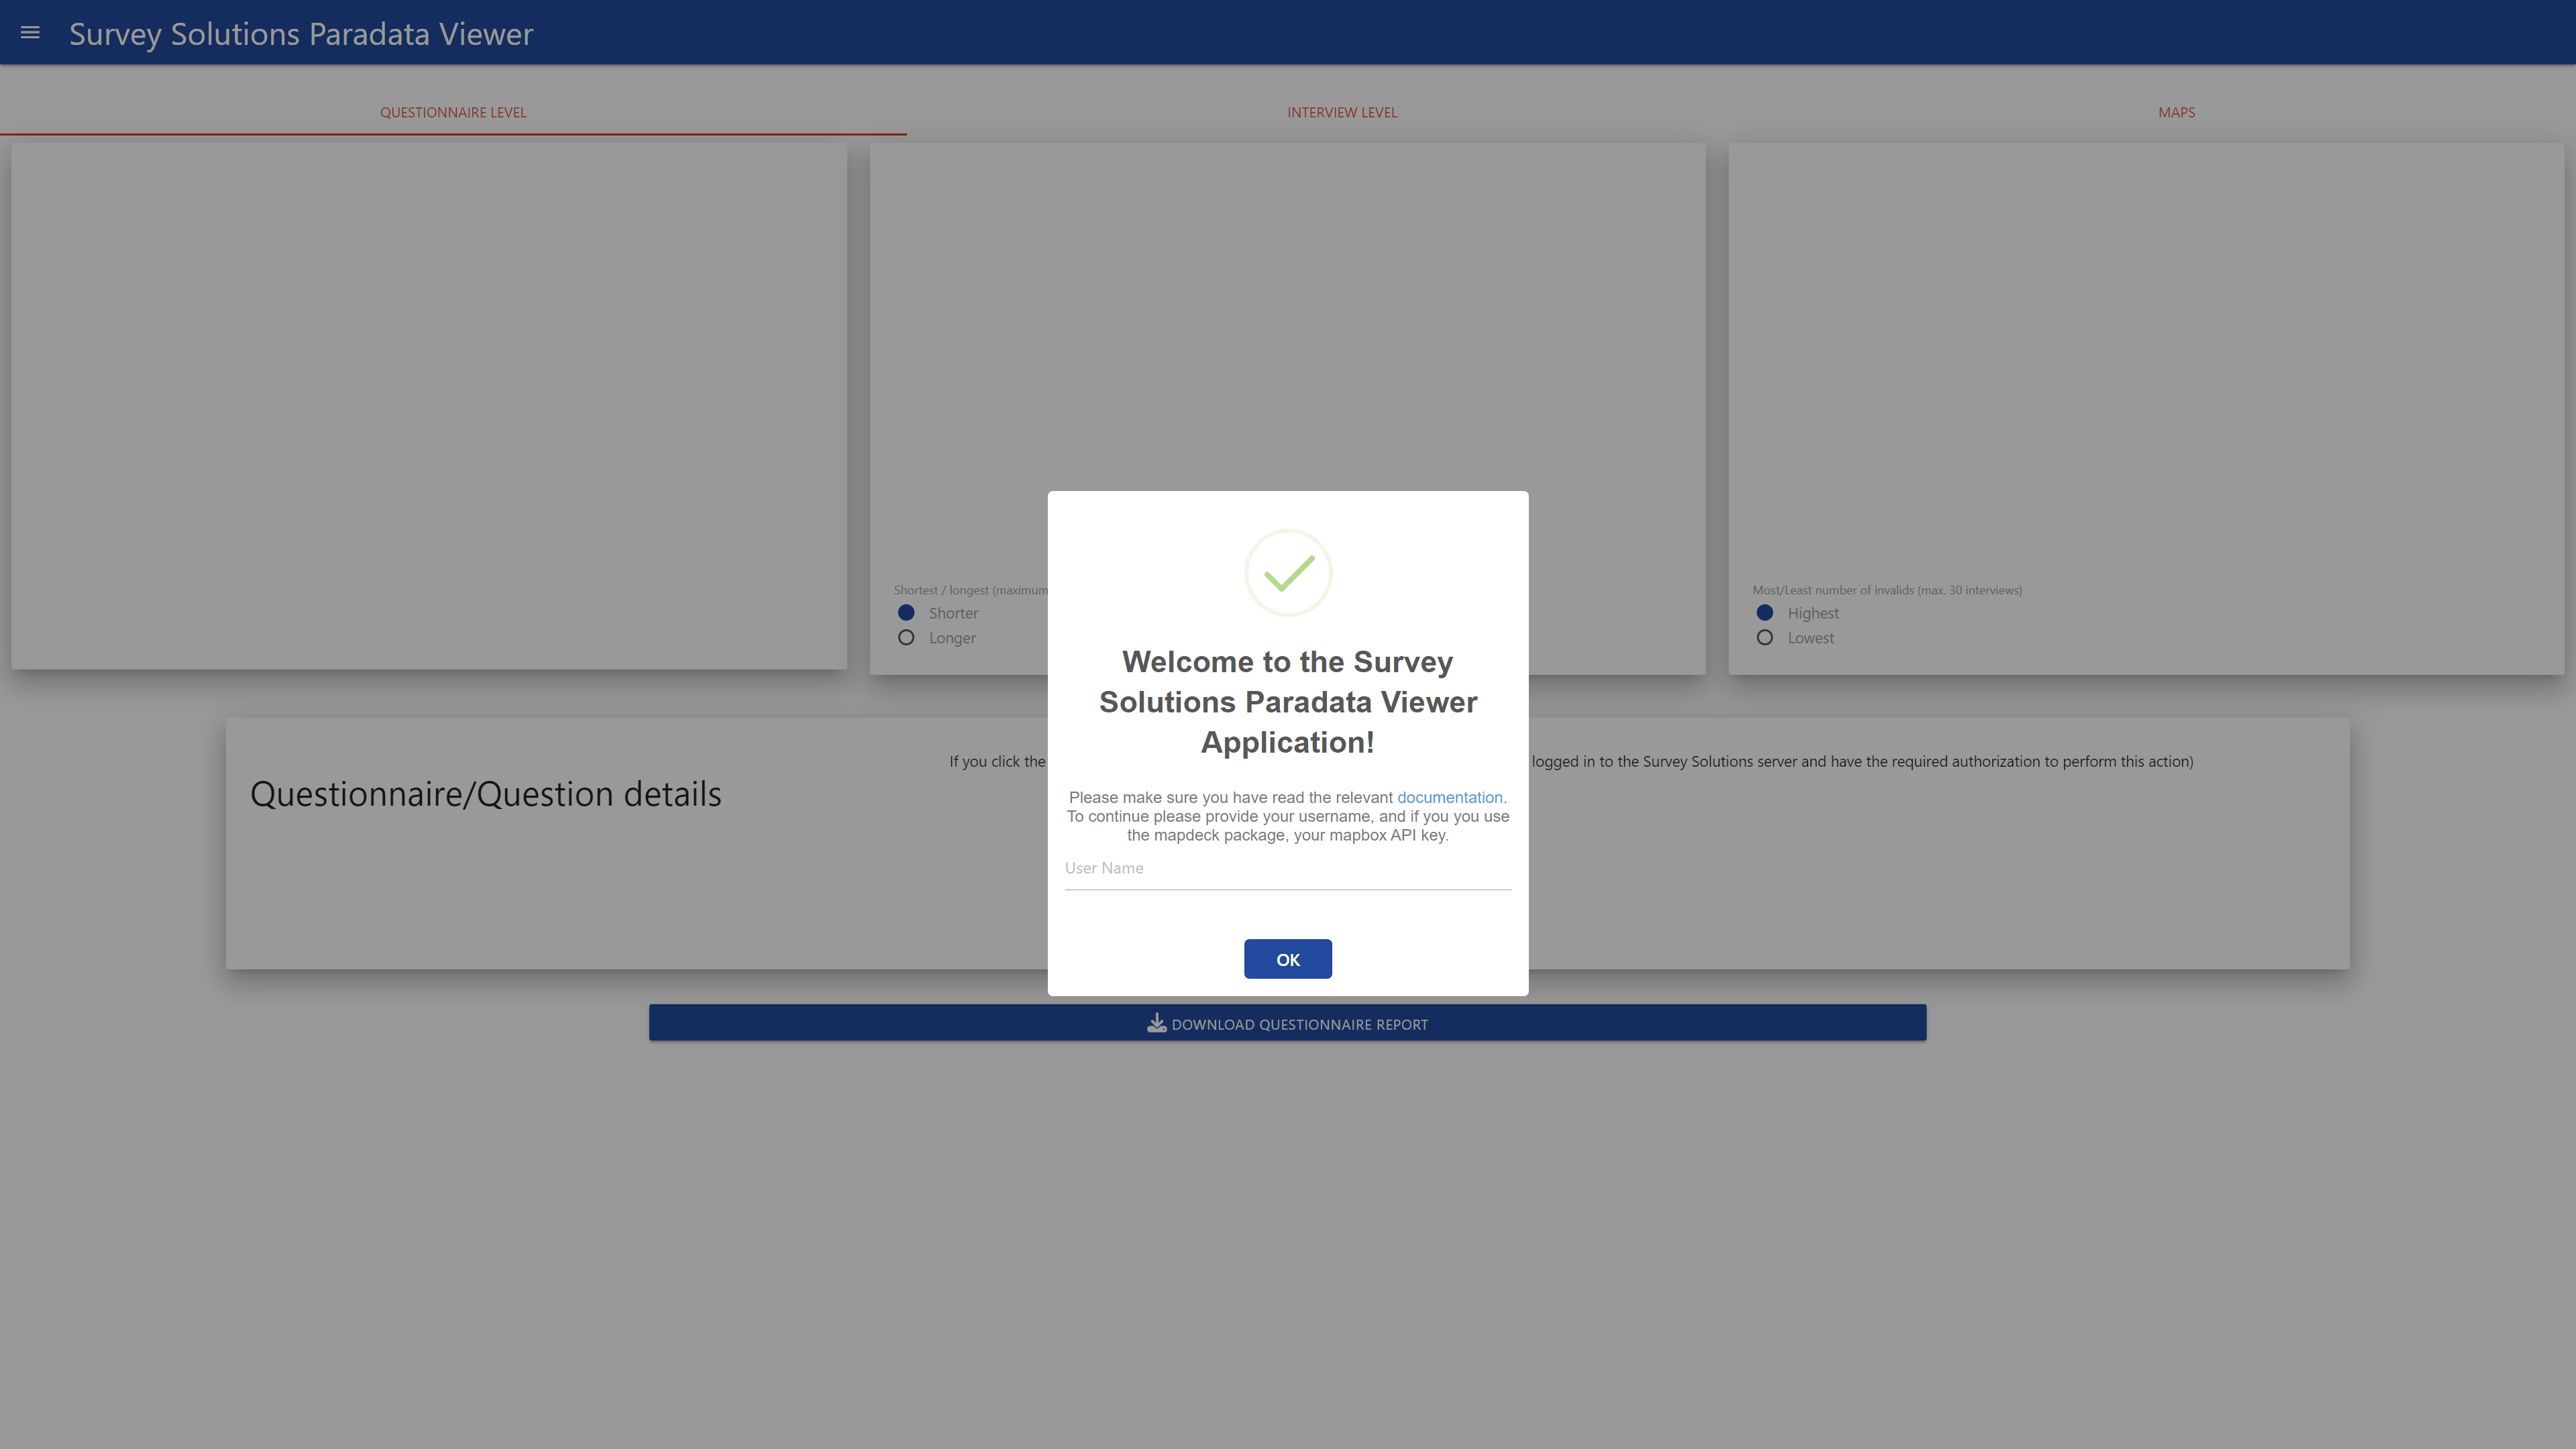 Survey Solutions Paradata Viewer
QUESTIONNAIRE LEVEL
INTERVIEW LEVEL
MAPS
Shortest / longest (maximum
Shorter
Longer
Most/Least number of invalids (max. 30 interviews)
Highest
Lowest
Welcome to the Survey
Solutions Paradata Viewer
Application!
Please make sure you have read the relevant documentation.
To continue please provide your username, and if you you use
the mapdeck package, your mapbox API key.
User Name
OK
Questionnaire/Question details
If you click the
logged in to the Survey Solutions server and have the required authorization to perform this action)
DOWNLOAD QUESTIONNAIRE REPORT